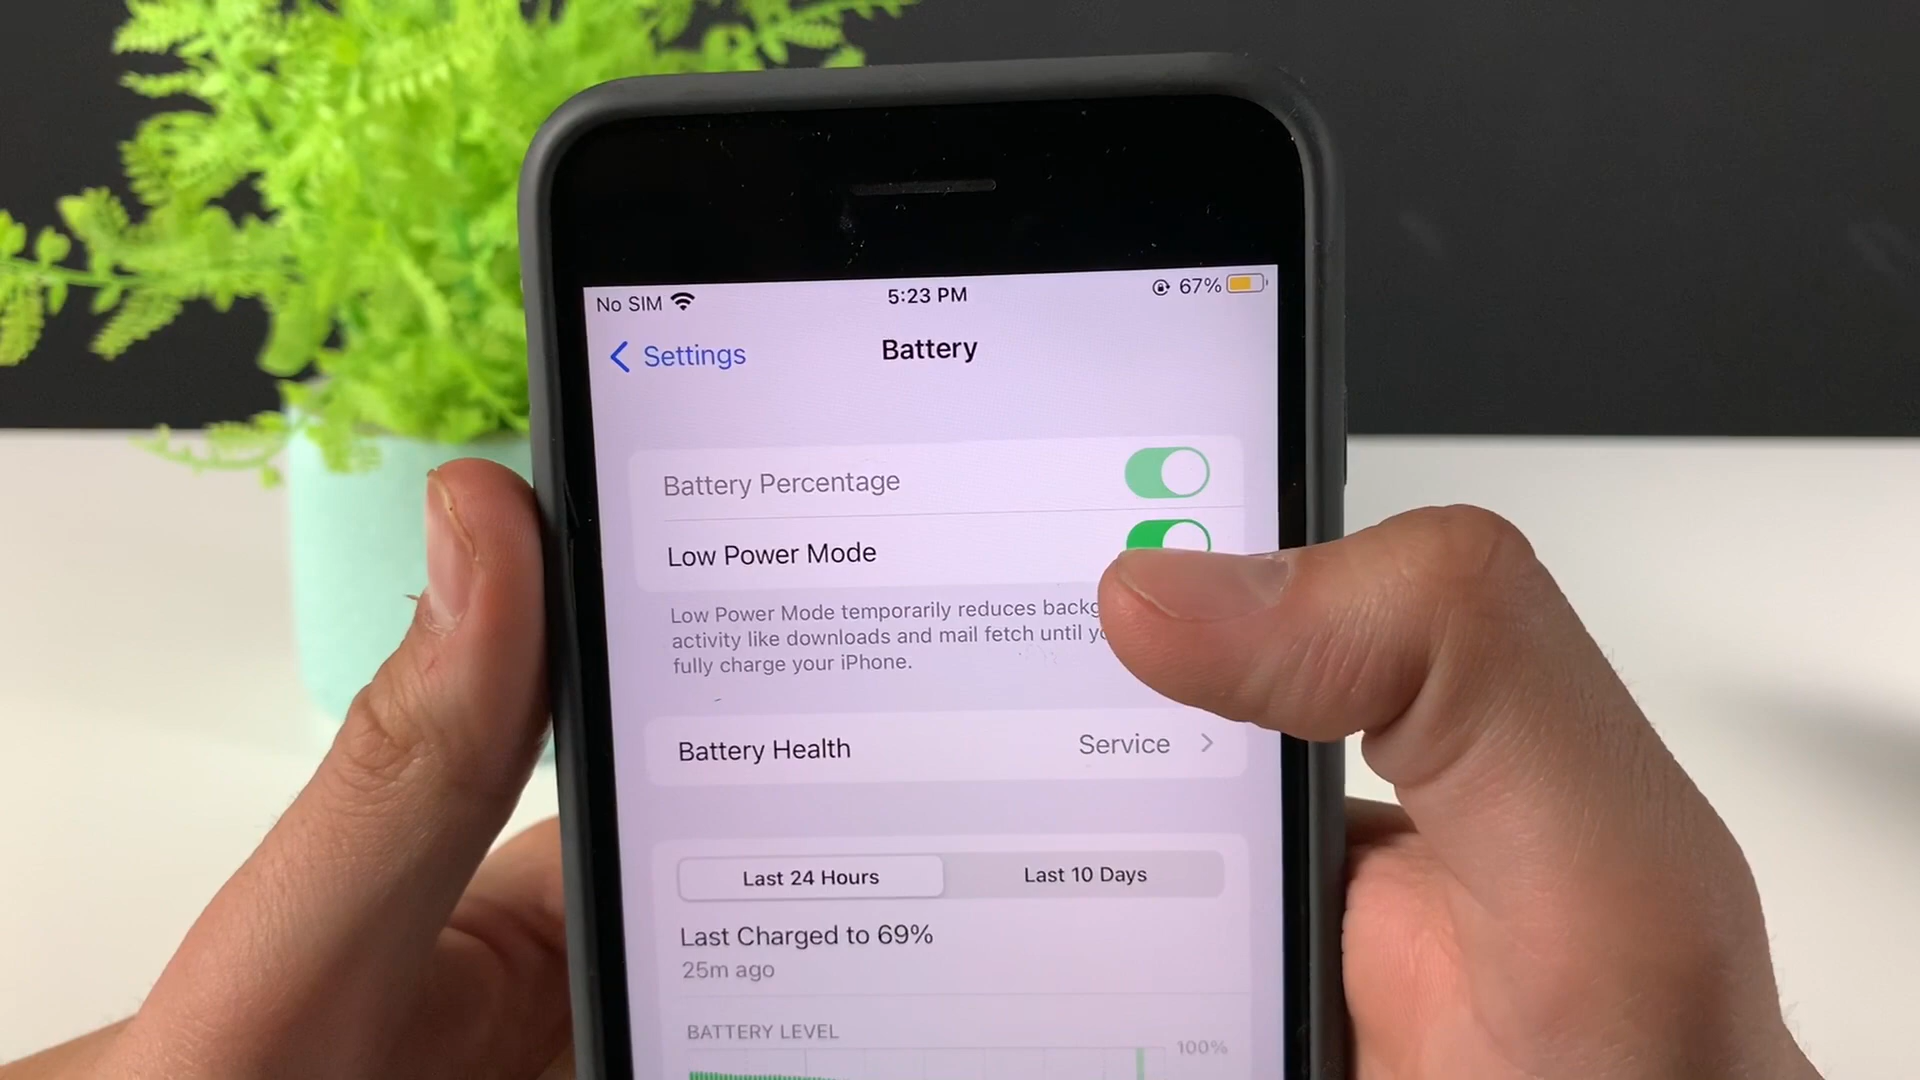 No SIM 5:23 PM 67%
Settings Battery
Battery Percentage
Low Power Mode
Low Power Mode temporarily reduces backg
activity like downloads and mail fetch until
fully charge your iPhone.
Battery Health Service
Last 24 Hours Last 10 Days
Last Charged to 69%
25m ago
BATTERY LEVEL
100%